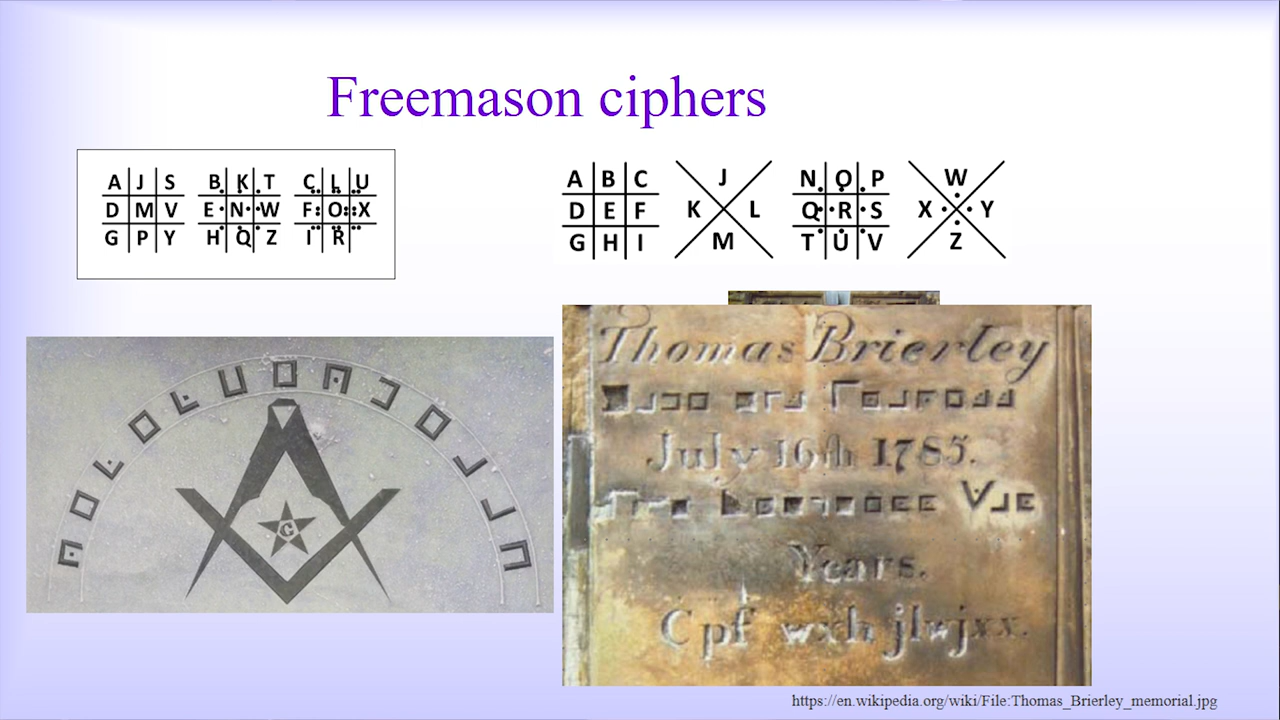 Freemason ciphers
A J S B K T C L U
D M V E N W F O X
G P Y H Q Z I R
A B C J N O P W
D E F K L Q R S X Y
G H I M T U V Z
G
Thomas Brierley
July 16th 1785.
Years.
Cpf wxh jlwjxx.
https://en.wikipedia.org/wiki/File:Thomas_Brierley_memorial.jpg